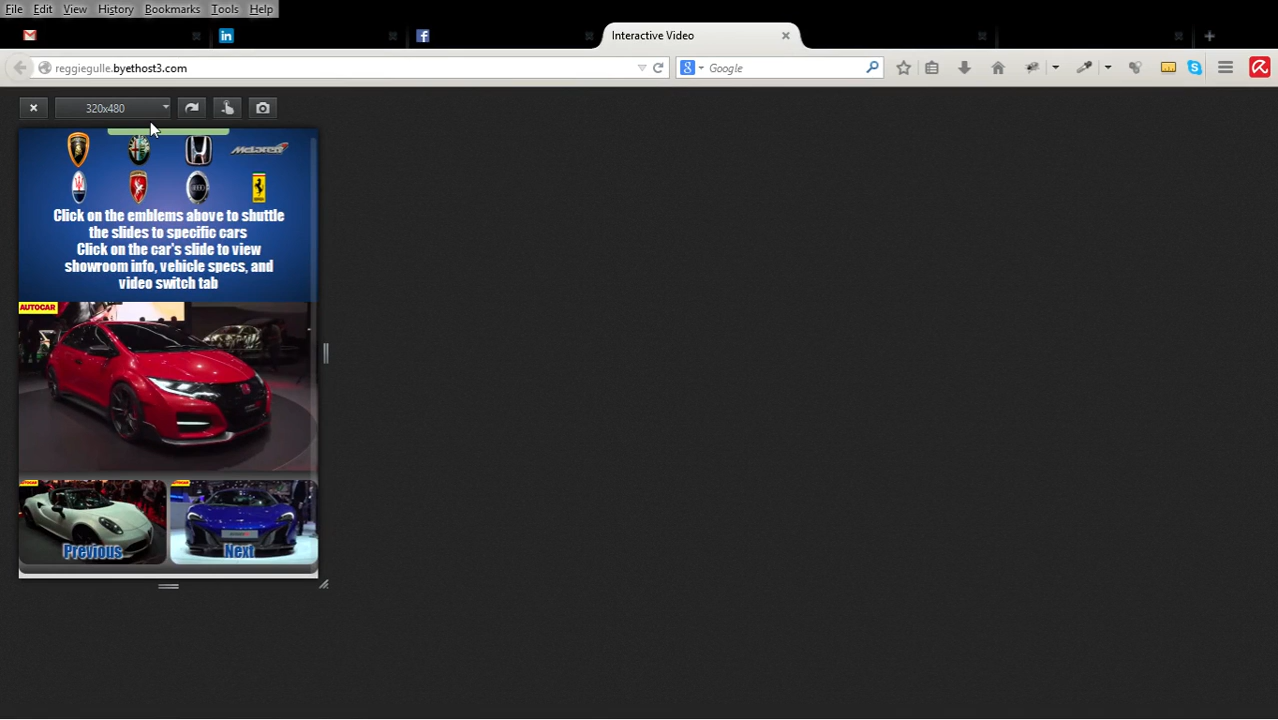 File Edit View History Bookmarks Tools Help
Interactive Video
reggiegulle.byethost3.com
Google
320x480
McLaren
Click on the emblems above to shuttle
the slides to specific cars
Click on the car's slide to view
showroom info, vehicle specs, and
video switch tab
AUTOCAR
Previous
Next